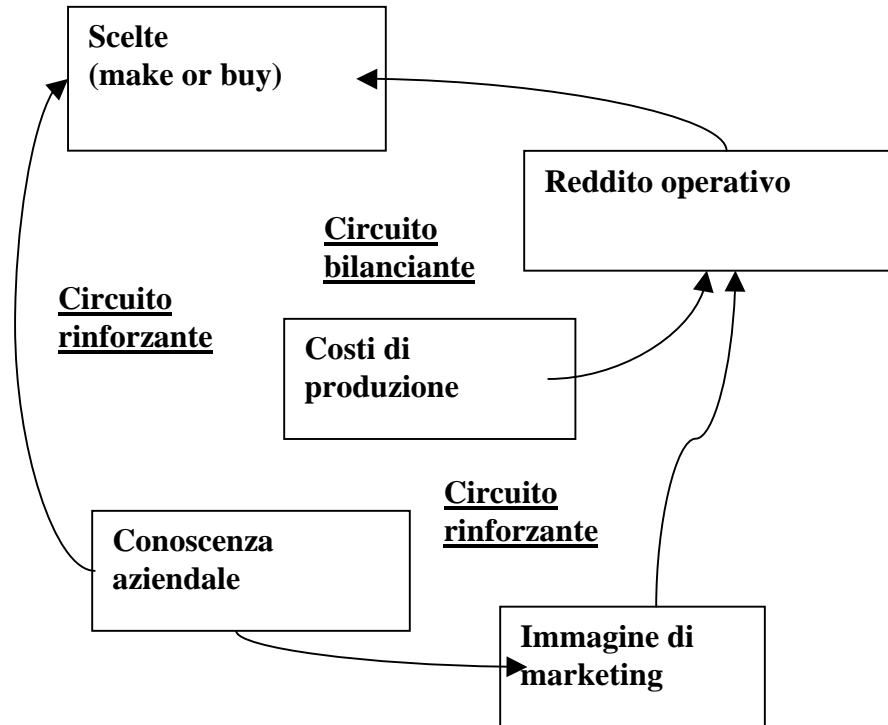 Scelte
(make or buy)
Reddito operativo
Circuito
bilanciante
Circuito
rinforzante
Costi di
produzione
Circuito
rinforzante
Conoscenza
aziendale
Immagine di
marketing